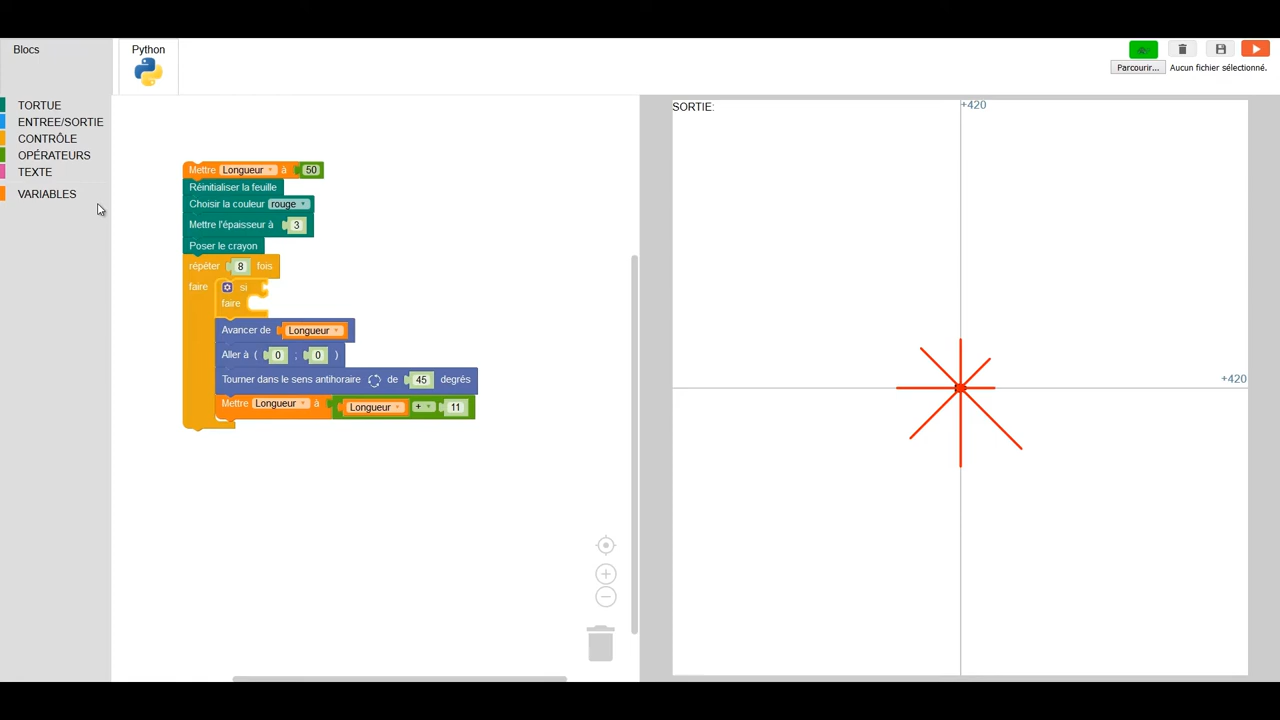 Blocs
Python
Parcourir... Aucun fichier sélectionné.
TORTUE
ENTREE/SORTIE
CONTRÔLE
OPÉRATEURS
TEXTE
VARIABLES
Mettre Longueur à 50
Réinitialiser la feuille
Choisir la couleur rouge
Mettre l'épaisseur à 3
Poser le crayon
répéter 8 fois
faire si
faire
Avancer de Longueur
Aller à ( 0 ; 0 )
Tourner dans le sens antihoraire de 45 degrés
Mettre Longueur à Longueur + 11
SORTIE:
+420
+420